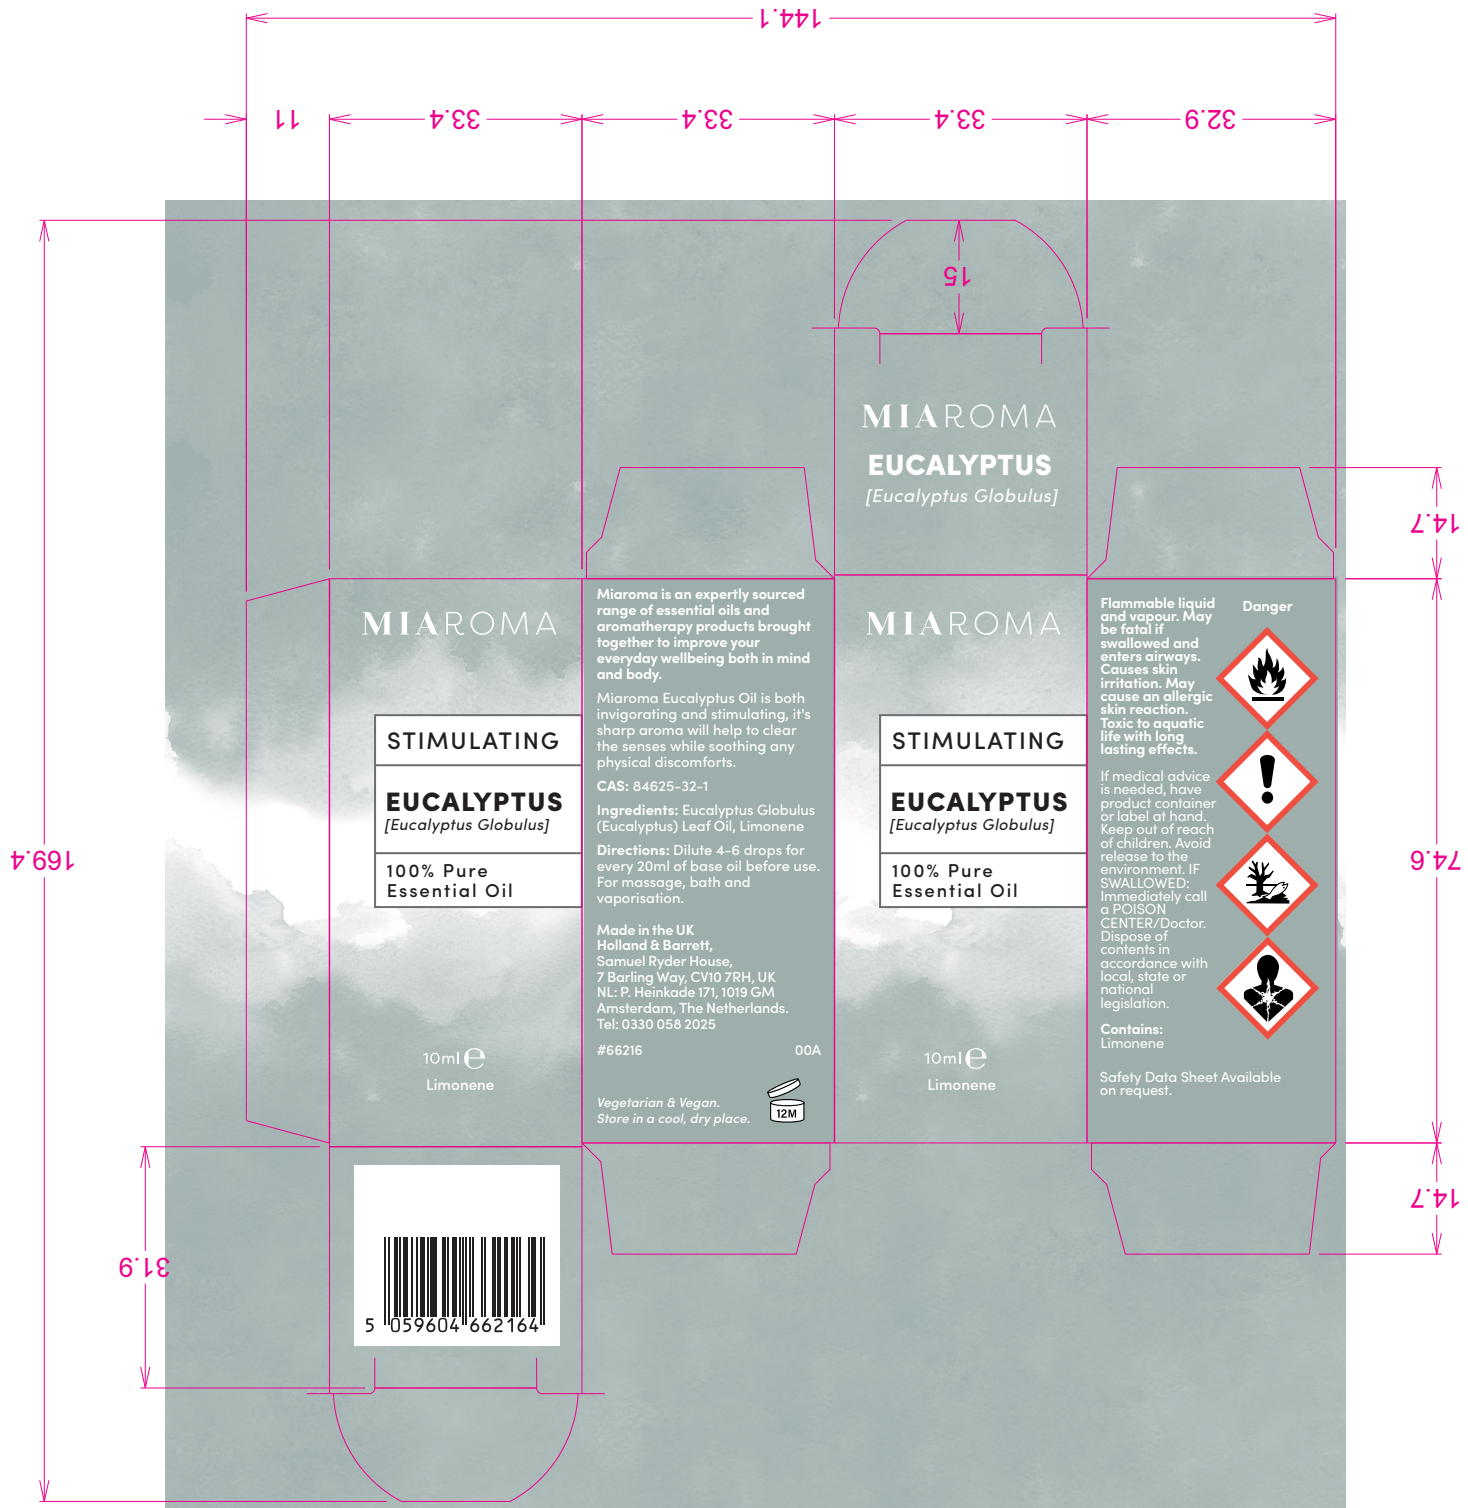 144.1
11
33.4
33.4
33.4
32.9
15
MIAROMA
EUCALYPTUS
[Eucalyptus Globulus]
14.7
169.4
74.6
14.7
31.9
MIAROMA
STIMULATING
EUCALYPTUS
[Eucalyptus Globulus]
100% Pure
Essential Oil
10ml e
Limonene
Miaroma is an expertly sourced
range of essential oils and
aromatherapy products brought
together to improve your
everyday wellbeing both in mind
and body.
Miaroma Eucalyptus Oil is both
invigorating and stimulating, it's
sharp aroma will help to clear
the senses while soothing any
physical discomforts.
CAS: 84625-32-1
Ingredients: Eucalyptus Globulus
(Eucalyptus) Leaf Oil, Limonene
Directions: Dilute 4-6 drops for
every 20ml of base oil before use.
For massage, bath and
vaporisation.
Made in the UK
Holland & Barrett,
Samuel Ryder House,
7 Barling Way, CV10 7RH, UK
NL: P. Heinkade 171, 1019 GM
Amsterdam, The Netherlands.
Tel: 0330 058 2025
#66216 00A
Vegetarian & Vegan.
Store in a cool, dry place.
12M
MIAROMA
STIMULATING
EUCALYPTUS
[Eucalyptus Globulus]
100% Pure
Essential Oil
10ml e
Limonene
Flammable liquid
and vapour. May
be fatal if
swallowed and
enters airways.
Causes skin
irritation. May
cause an allergic
skin reaction.
Toxic to aquatic
life with long
lasting effects.
Danger
If medical advice
is needed, have
product container
or label at hand.
Keep out of reach
of children. Avoid
release to the
environment. IF
SWALLOWED:
Immediately call
a POISON
CENTER/Doctor.
Dispose of
contents in
accordance with
local, state or
national
legislation.
Contains:
Limonene
Safety Data Sheet Available
on request.
5 059604 662164